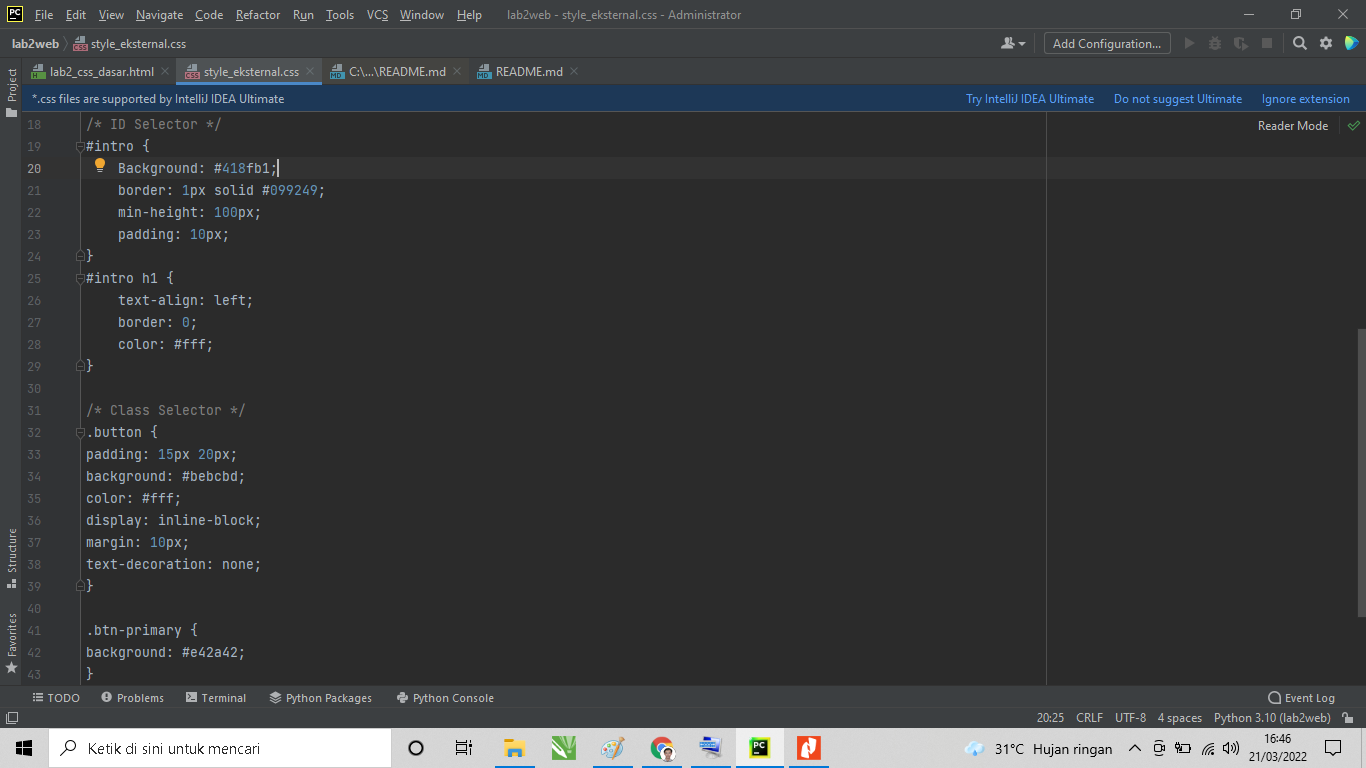 PC File Edit View Navigate Code Refactor Run Tools VCS Window Help lab2web - style_eksternal.css - Administrator
lab2web style_eksternal.css Add Configuration...
lab2_css_dasar.html style_eksternal.css C:\...\README.md README.md
*.css files are supported by IntelliJ IDEA Ultimate Try IntelliJ IDEA Ultimate Do not suggest Ultimate Ignore extension
Project
Reader Mode
18 /* ID Selector */
19 #intro {
20 Background: #418fb1;
21 border: 1px solid #099249;
22 min-height: 100px;
23 padding: 10px;
24 }
25 #intro h1 {
26 text-align: left;
27 border: 0;
28 color: #fff;
29 }
30
31 /* Class Selector */
32 .button {
33 padding: 15px 20px;
34 background: #bebcbd;
35 color: #fff;
36 display: inline-block;
37 margin: 10px;
38 text-decoration: none;
39 }
40
41 .btn-primary {
42 background: #e42a42;
43 }
Structure
Favorites
TODO Problems Terminal Python Packages Python Console Event Log
20:25 CRLF UTF-8 4 spaces Python 3.10 (lab2web)
Ketik di sini untuk mencari PC 31°C Hujan ringan 16:46
21/03/2022